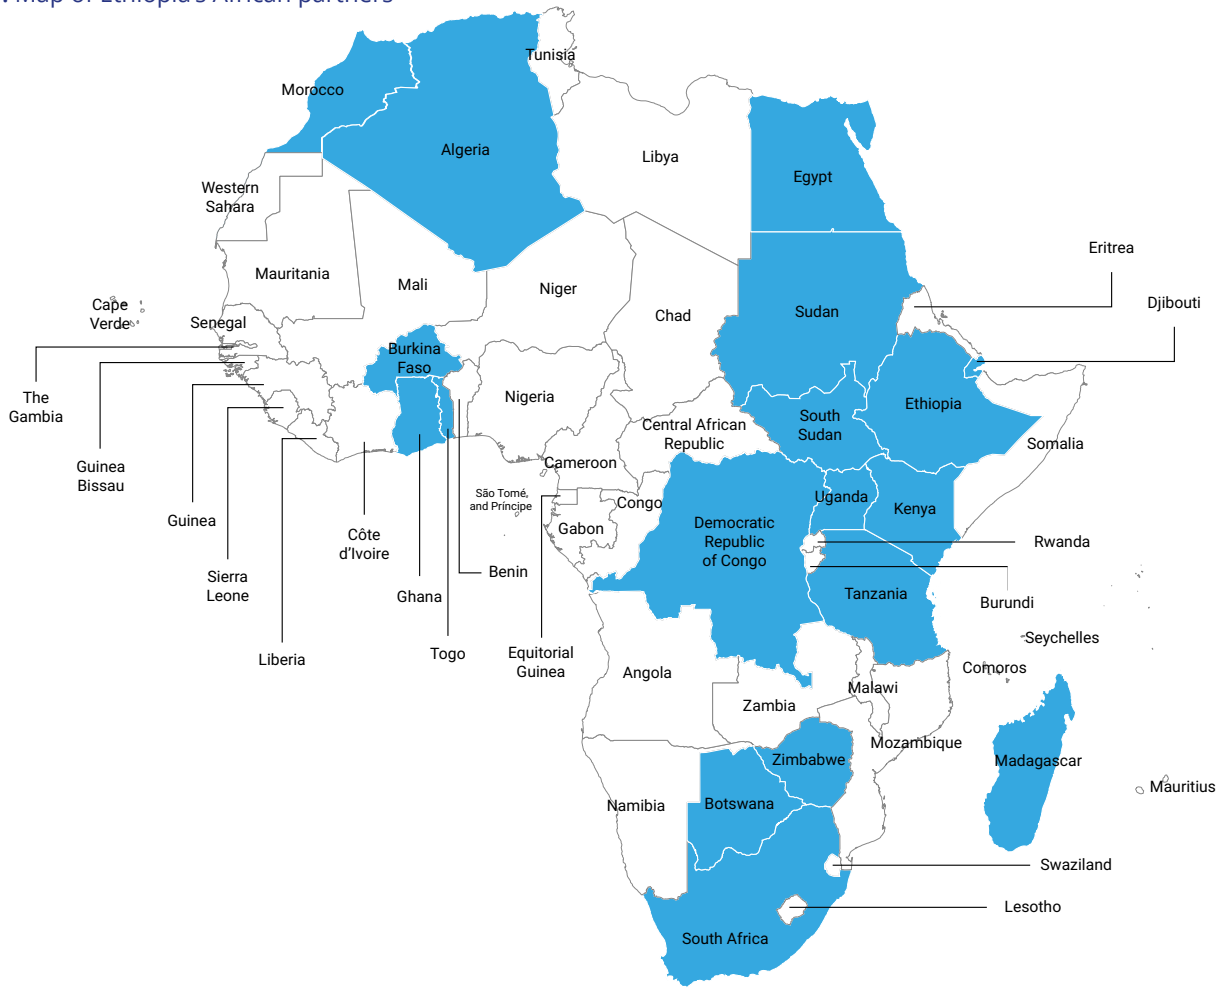 . Map of Ethiopia's African partners
Tunisia
Morocco
Algeria
Libya
Egypt
Western
Sahara
Mauritania
Mali
Niger
Chad
Sudan
Eritrea
Djibouti
Cape
Verde
Senegal
Burkina
Faso
The
Gambia
Nigeria
Ethiopia
South
Sudan
Central African
Republic
Somalia
Guinea
Bissau
Cameroon
Guinea
São Tomé,
and Príncipe
Congo
Uganda
Kenya
Gabon
Democratic
Republic
of Congo
Côte
d'Ivoire
Rwanda
Sierra
Leone
Benin
Ghana
Tanzania
Burundi
Liberia
Togo
Equitorial
Guinea
Seychelles
Comoros
Angola
Malawi
Zambia
Mozambique
Zimbabwe
Madagascar
Mauritius
Namibia
Botswana
Swaziland
Lesotho
South Africa